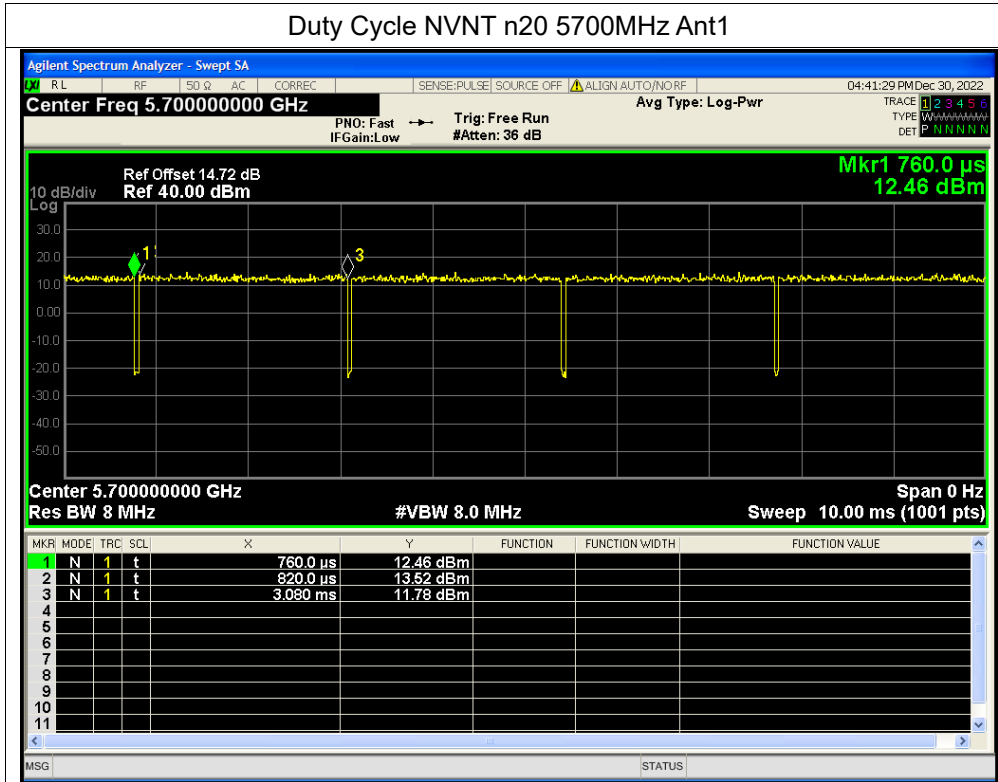 Duty Cycle NVNT n20 5700MHz Ant1
Agilent Spectrum Analyzer - Swept SA
LXI RL RF 50 Ω AC CORREC SENSE:PULSE SOURCE OFF ALIGN AUTO/NO RF 04:41:29 PM Dec 30, 2022
Center Freq 5.700000000 GHz Avg Type: Log-Pwr TRACE 1 2 3 4 5 6
PNO: Fast Trig: Free Run TYPE W
IFGain:Low #Atten: 36 dB DET P N N N N N
Mkr1 760.0 µs
Ref Offset 14.72 dB
10 dB/div Ref 40.00 dBm 12.46 dBm
Log
30.0
20.0
10.0
0.00
-10.0
-20.0
-30.0
-40.0
-50.0
1
3
Center 5.700000000 GHz Span 0 Hz
Res BW 8 MHz #VBW 8.0 MHz Sweep 10.00 ms (1001 pts)
MKR MODE TRC SCL X Y FUNCTION FUNCTION WIDTH FUNCTION VALUE
1 N 1 t 760.0 µs 12.46 dBm
2 N 1 t 820.0 µs 13.52 dBm
3 N 1 t 3.080 ms 11.78 dBm
4
5
6
7
8
9
10
11
MSG STATUS